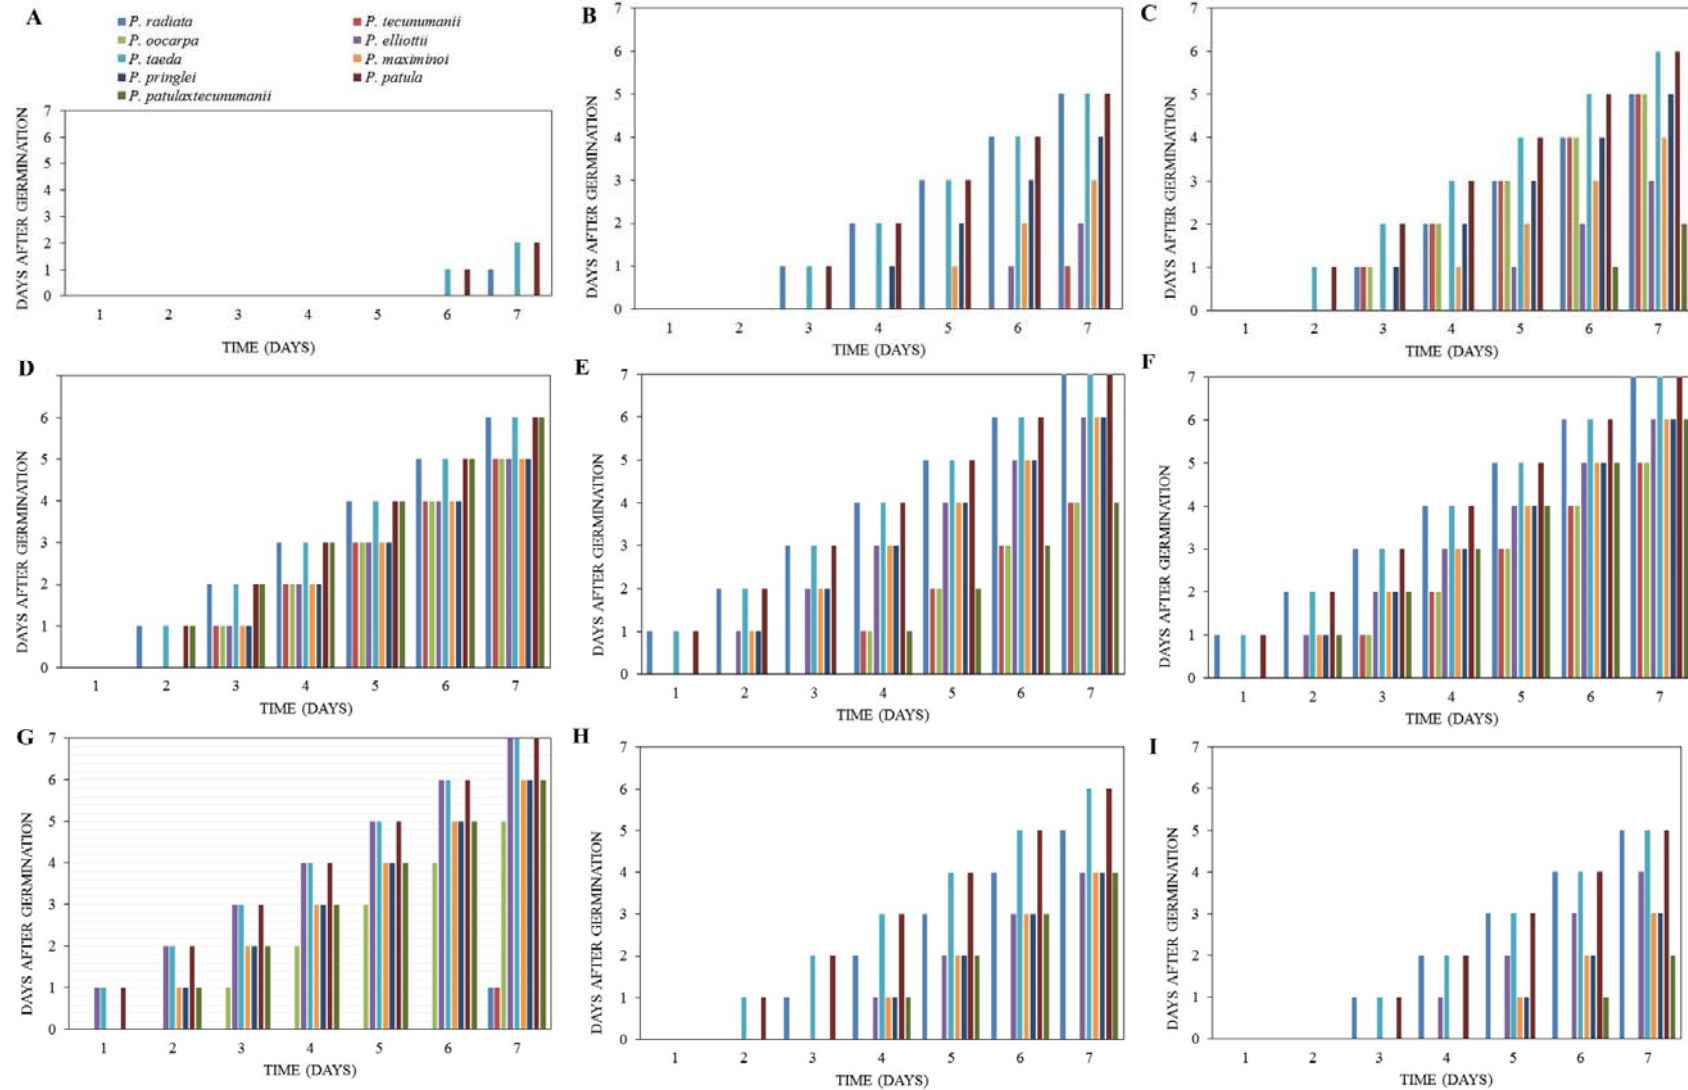 A
P. radiata
P. tecunumanii
P. oocarpa
P. elliottii
P. taeda
P. maximinoi
P. pringlei
P. patula
P. patulaxtecunumanii
DAYS AFTER GERMINATION
7
6
5
4
3
2
1
0
1 2 3 4 5 6 7
TIME (DAYS)
B
DAYS AFTER GERMINATION
7
6
5
4
3
2
1
0
1 2 3 4 5 6 7
TIME (DAYS)
C
DAYS AFTER GERMINATION
7
6
5
4
3
2
1
0
1 2 3 4 5 6 7
TIME (DAYS)
D
DAYS AFTER GERMINATION
6
5
4
3
2
1
0
1 2 3 4 5 6 7
TIME (DAYS)
E
DAYS AFTER GERMINATION
7
6
5
4
3
2
1
0
1 2 3 4 5 6 7
TIME (DAYS)
F
DAYS AFTER GERMINATION
7
6
5
4
3
2
1
0
1 2 3 4 5 6 7
TIME (DAYS)
G
DAYS AFTER GERMINATION
7
6
5
4
3
2
1
0
1 2 3 4 5 6 7
TIME (DAYS)
H
DAYS AFTER GERMINATION
7
6
5
4
3
2
1
0
1 2 3 4 5 6 7
TIME (DAYS)
I
DAYS AFTER GERMINATION
7
6
5
4
3
2
1
0
1 2 3 4 5 6 7
TIME (DAYS)